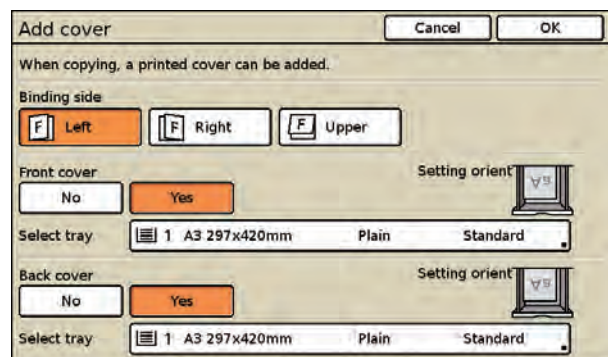 Add cover Cancel OK
When copying, a printed cover can be added.
Binding side
F Left F Right F Upper
Front cover Setting orient
No Yes
Select tray 1 A3 297x420mm Plain Standard
Back cover Setting orient
No Yes
Select tray 1 A3 297x420mm Plain Standard